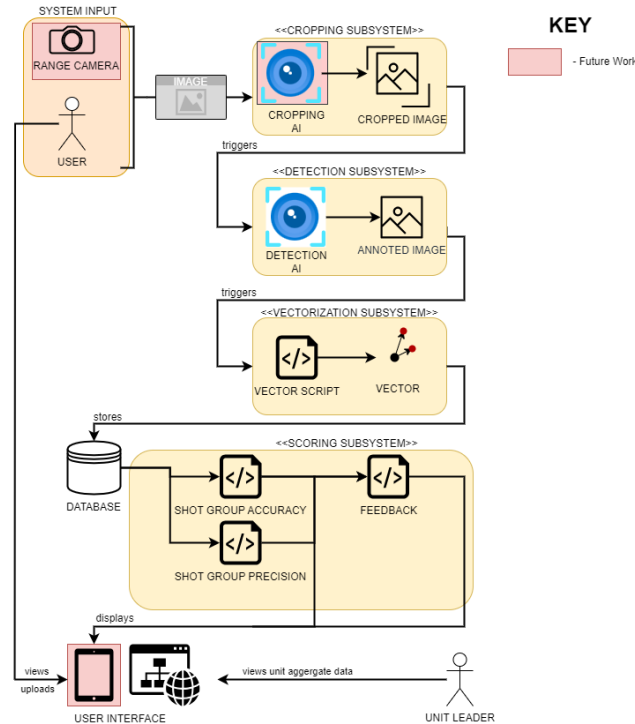 SYSTEM INPUT
RANGE CAMERA
USER
IMAGE
<<CROPPING SUBSYSTEM>>
CROPPING
AI
CROPPED IMAGE
KEY
- Future Work
triggers
<<DETECTION SUBSYSTEM>>
DETECTION
AI
ANNOTED IMAGE
triggers
<<VECTORIZATION SUBSYSTEM>>
VECTOR SCRIPT
VECTOR
stores
DATABASE
<<SCORING SUBSYSTEM>>
SHOT GROUP ACCURACY
FEEDBACK
SHOT GROUP PRECISION
displays
views
uploads
USER INTERFACE
views unit aggergate data
UNIT LEADER